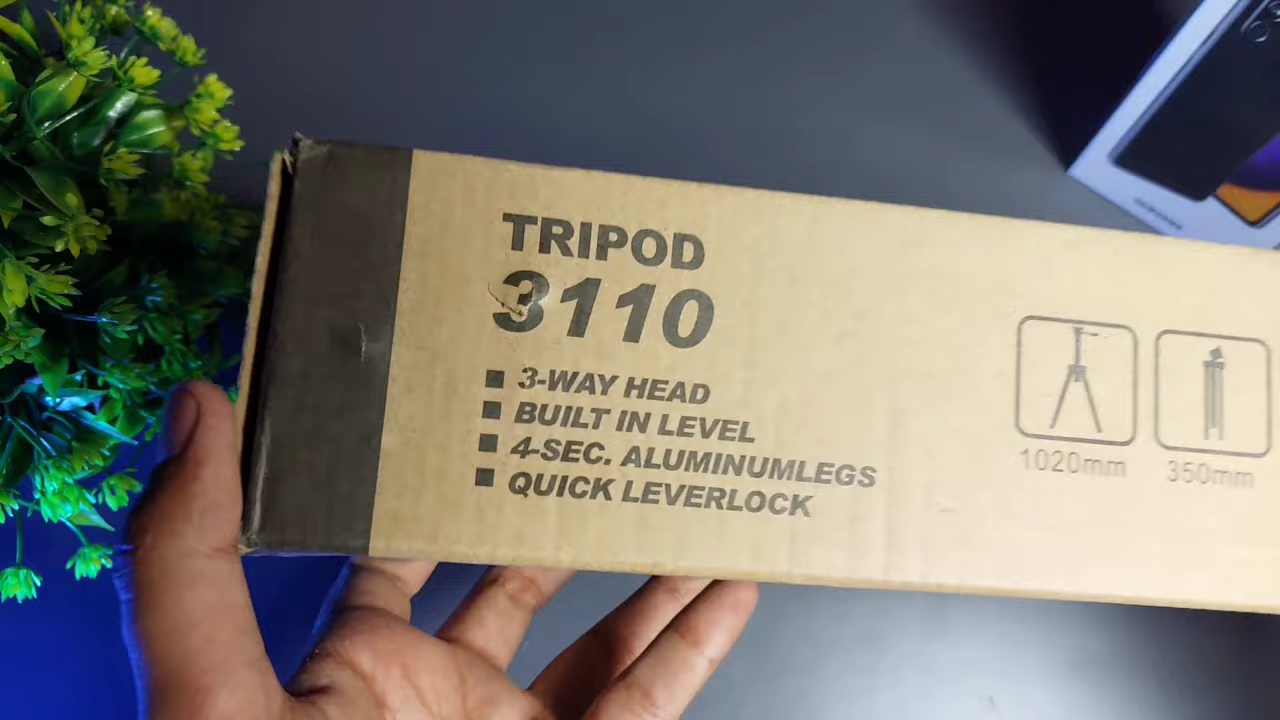 TRIPOD
3110
■ 3-WAY HEAD
■ BUILT IN LEVEL
■ 4-SEC. ALUMINUMLEGS
■ QUICK LEVERLOCK
1020mm
350mm